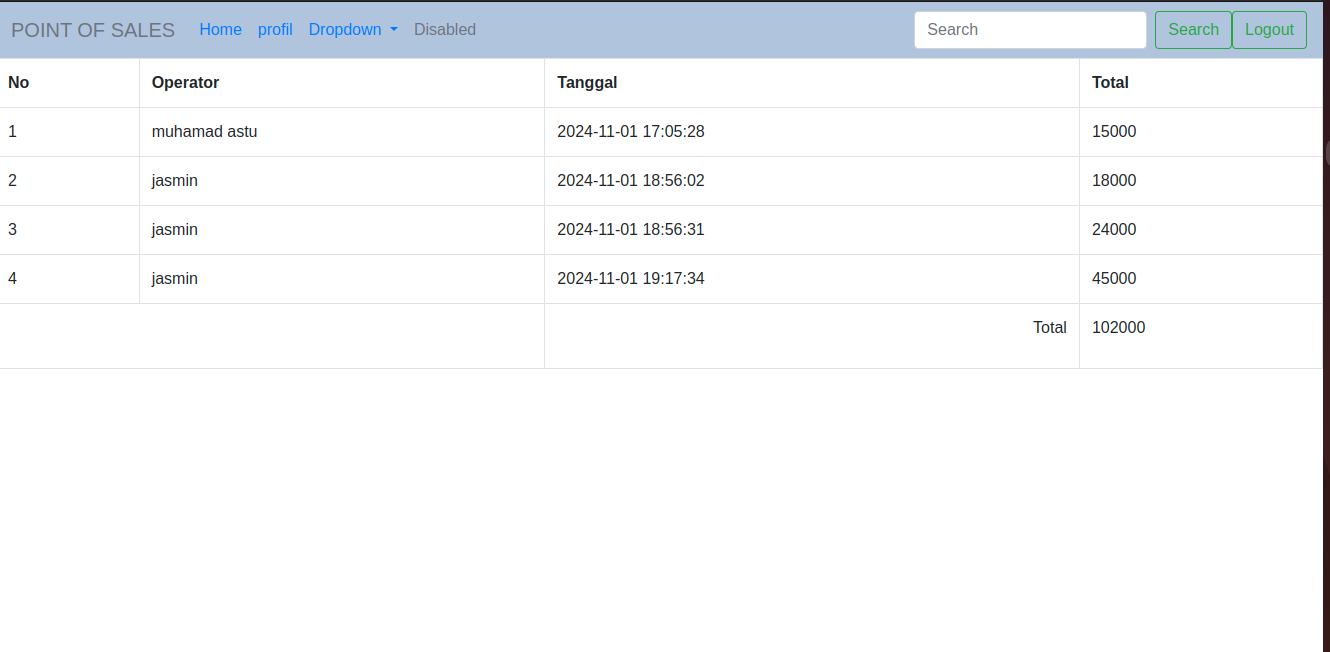 POINT OF SALES Home profil Dropdown Disabled Search Search Logout
No Operator Tanggal Total
1 muhamad astu 2024-11-01 17:05:28 15000
2 jasmin 2024-11-01 18:56:02 18000
3 jasmin 2024-11-01 18:56:31 24000
4 jasmin 2024-11-01 19:17:34 45000
Total 102000